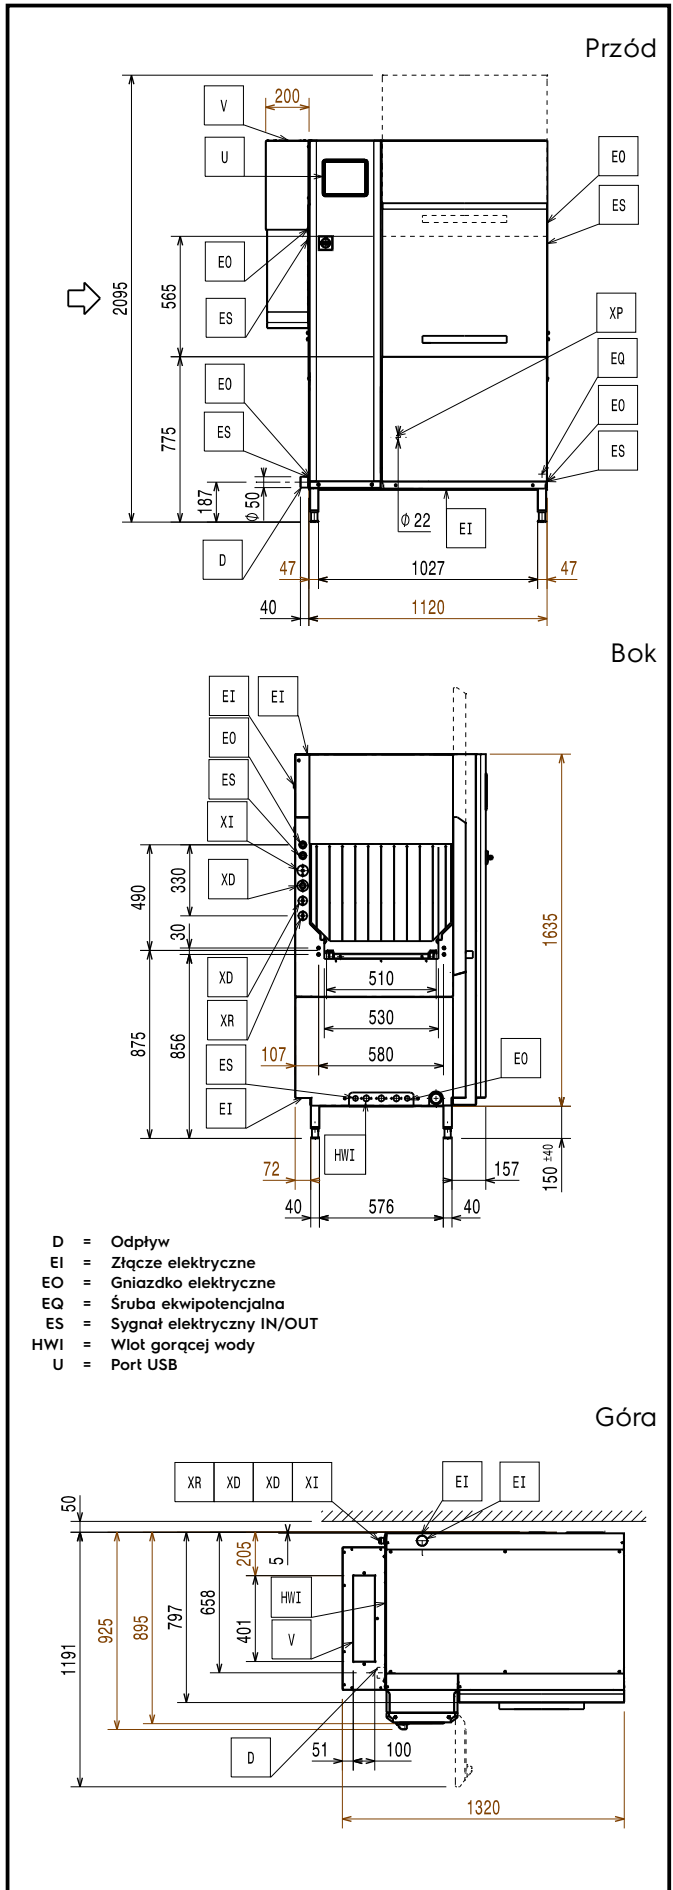 Przód
200
V
U
EO
ES
EO
ES
2095
565
XP
EQ
EO
ES
EO
ES
775
187
Φ 50
Φ 22
EI
D
47
1027
47
40
1120
Bok
EI
EI
EO
ES
XI
XD
490
330
30
1635
XD
XR
510
530
875
856
107
580
ES
EO
EI
HWI
72
157
150 ±40
40
576
40
D = Odpływ
EI = Złącze elektryczne
EO = Gniazdko elektryczne
EQ = Śruba ekwipotencjalna
ES = Sygnał elektryczny IN/OUT
HWI = Wlot gorącej wody
U = Port USB
Góra
XR XD XD XI
EI
EI
50
205
5
HWI
V
401
658
797
895
925
1191
D
51
100
1320